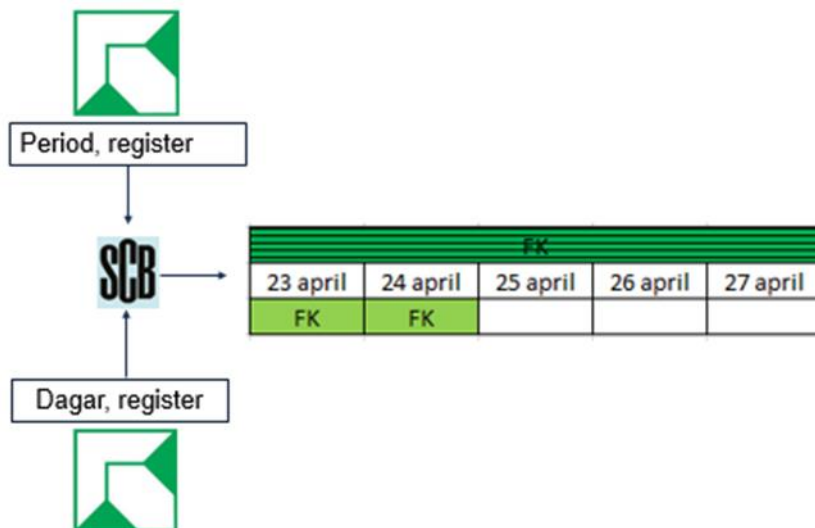 Period, register
SCB
FK
23 april 24 april 25 april 26 april 27 april
FK FK
Dagar, register